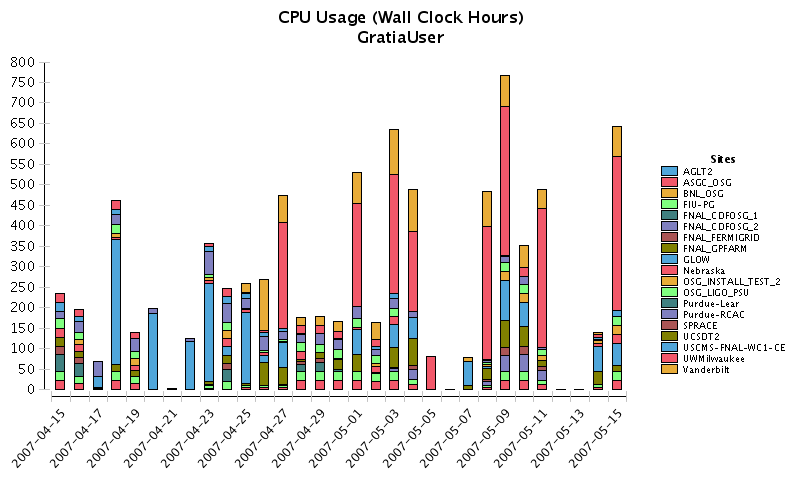 CPU Usage (Wall Clock Hours)
GratiaUser
800
750
700
650
600
550
500
450
400
350
300
250
200
150
100
50
0
2007-04-15
2007-04-17
2007-04-19
2007-04-21
2007-04-23
2007-04-25
2007-04-27
2007-04-29
2007-05-01
2007-05-03
2007-05-05
2007-05-07
2007-05-09
2007-05-11
2007-05-13
2007-05-15
Sites
AGLT2
ASGC_OSG
BNL_OSG
FIU-PG
FNAL_CDFOSG_1
FNAL_CDFOSG_2
FNAL_FERMIGRID
FNAL_GPFARM
GLOW
Nebraska
OSG_INSTALL_TEST_2
OSG_LIGO_PSU
Purdue-Lear
Purdue-RCAC
SPRACE
UCSDT2
USCMS-FNAL-WC1-CE
UWMilwaukee
Vanderbilt